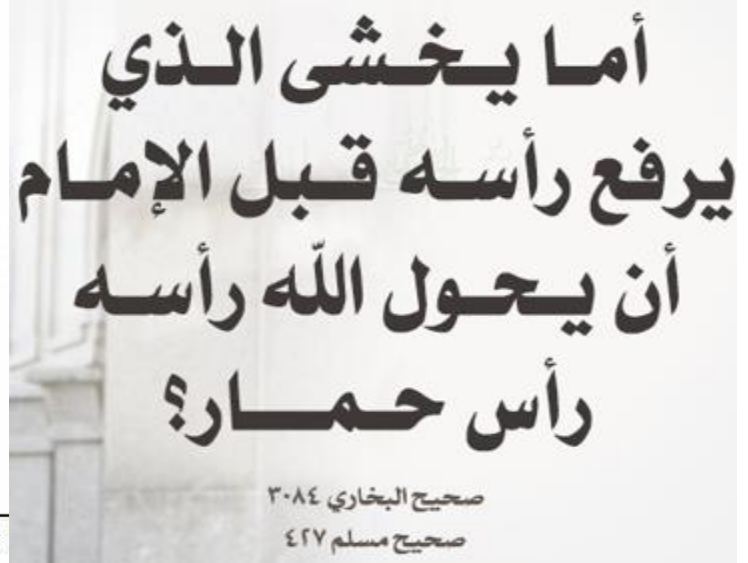 أما يخشى الذي
يرفع رأسه قبل الإمام
أن يحول الله رأسه
رأس حمار؟
صحيح البخاري ٣٠٨٤
صحيح مسلم ٤٢٧